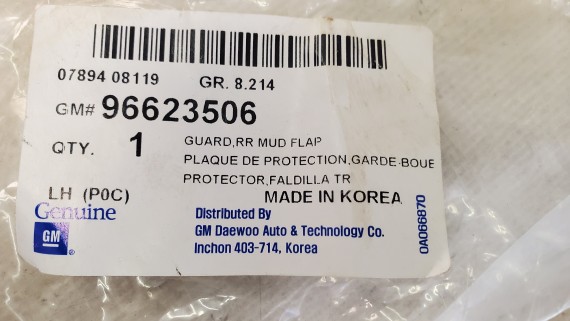 07894 08119 GR. 8.214
GM# 96623506
QTY. 1 GUARD,RR MUD FLAP
PLAQUE DE PROTECTION,GARDE-BOUE
PROTECTOR,FALDILLA TR
LH (P0C) MADE IN KOREA
Genuine
GM
®
Distributed By
GM Daewoo Auto & Technology Co.
Inchon 403-714, Korea
0A066870